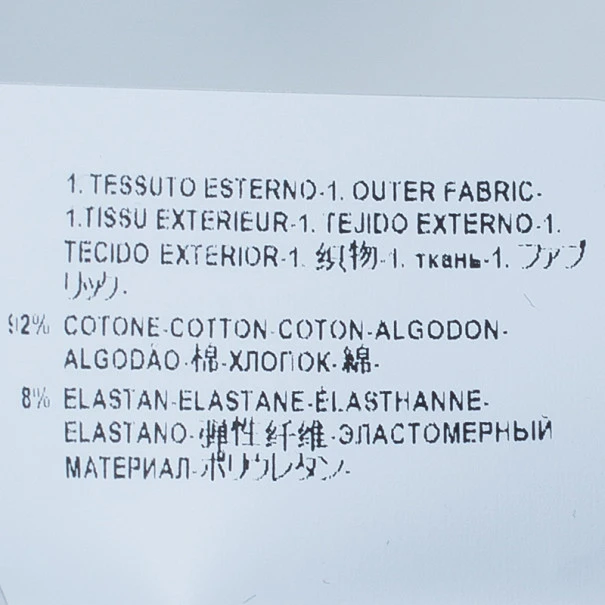 1. TESSUTO ESTERNO-1. OUTER FABRIC-
1.TISSU EXTERIEUR-1. TEJIDO EXTERNO-1.
TECIDO EXTERIOR-1. 织物-1. ткань-1. ファブ
リック-
92% COTONE-COTTON-COTON-ALGODON-
ALGODÃO-棉-ХЛОПОК-綿-
8% ELASTAN-ELASTANE-ÉLASTHANNE-
ELASTANO-弹性纤维-ЭЛАСТОМЕРНЫЙ
МАТЕРИАЛ-ポリウレタン-